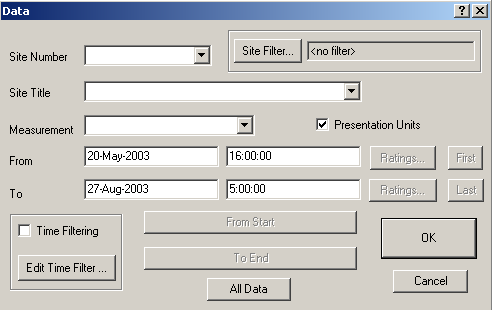 Data
Site Number
Site Filter...
<no filter>
Site Title
Measurement
Presentation Units
From 20-May-2003 16:00:00 Ratings... First
To 27-Aug-2003 5:00:00 Ratings... Last
Time Filtering
From Start
OK
Edit Time Filter ...
To End
Cancel
All Data